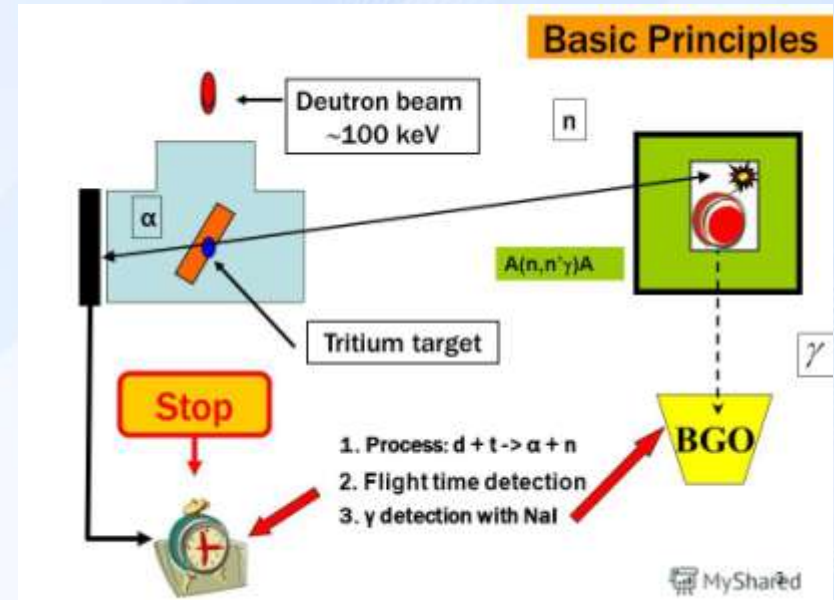 Basic Principles
Deutron beam
~100 keV
n
α
A(n,n'γ)A
Tritium target
γ
Stop
BGO
1. Process: d + t -> α + n
2. Flight time detection
3. γ detection with NaI
MyShared